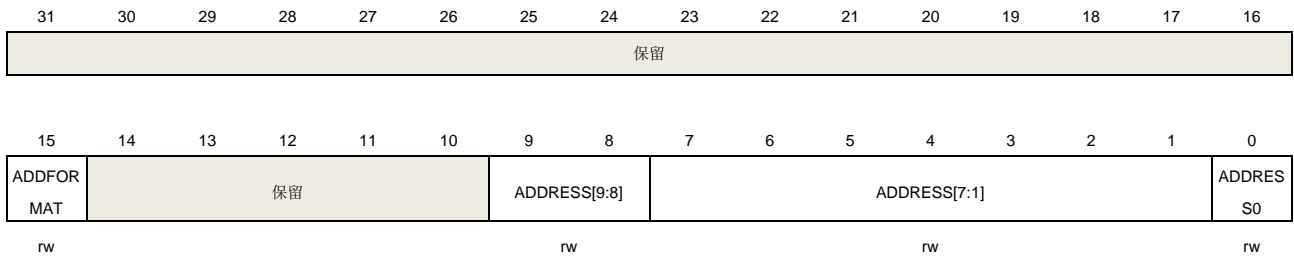 31 30 29 28 27 26 25 24 23 22 21 20 19 18 17 16
保留
15 14 13 12 11 10 9 8 7 6 5 4 3 2 1 0
ADDFOR
MAT
保留
ADDRESS[9:8]
ADDRESS[7:1]
ADDRES
S0
rw rw rw rw